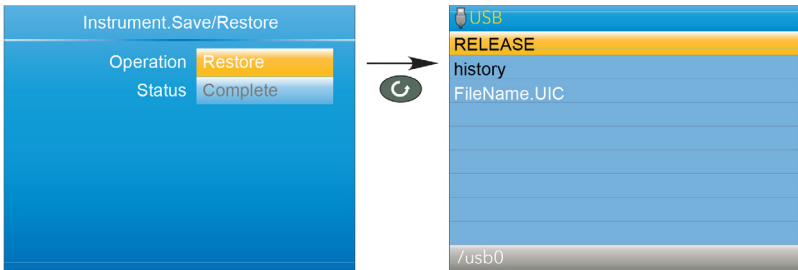 Instrument.Save/Restore
Operation Restore
Status Complete
USB
RELEASE
history
FileName.UIC
/usb0